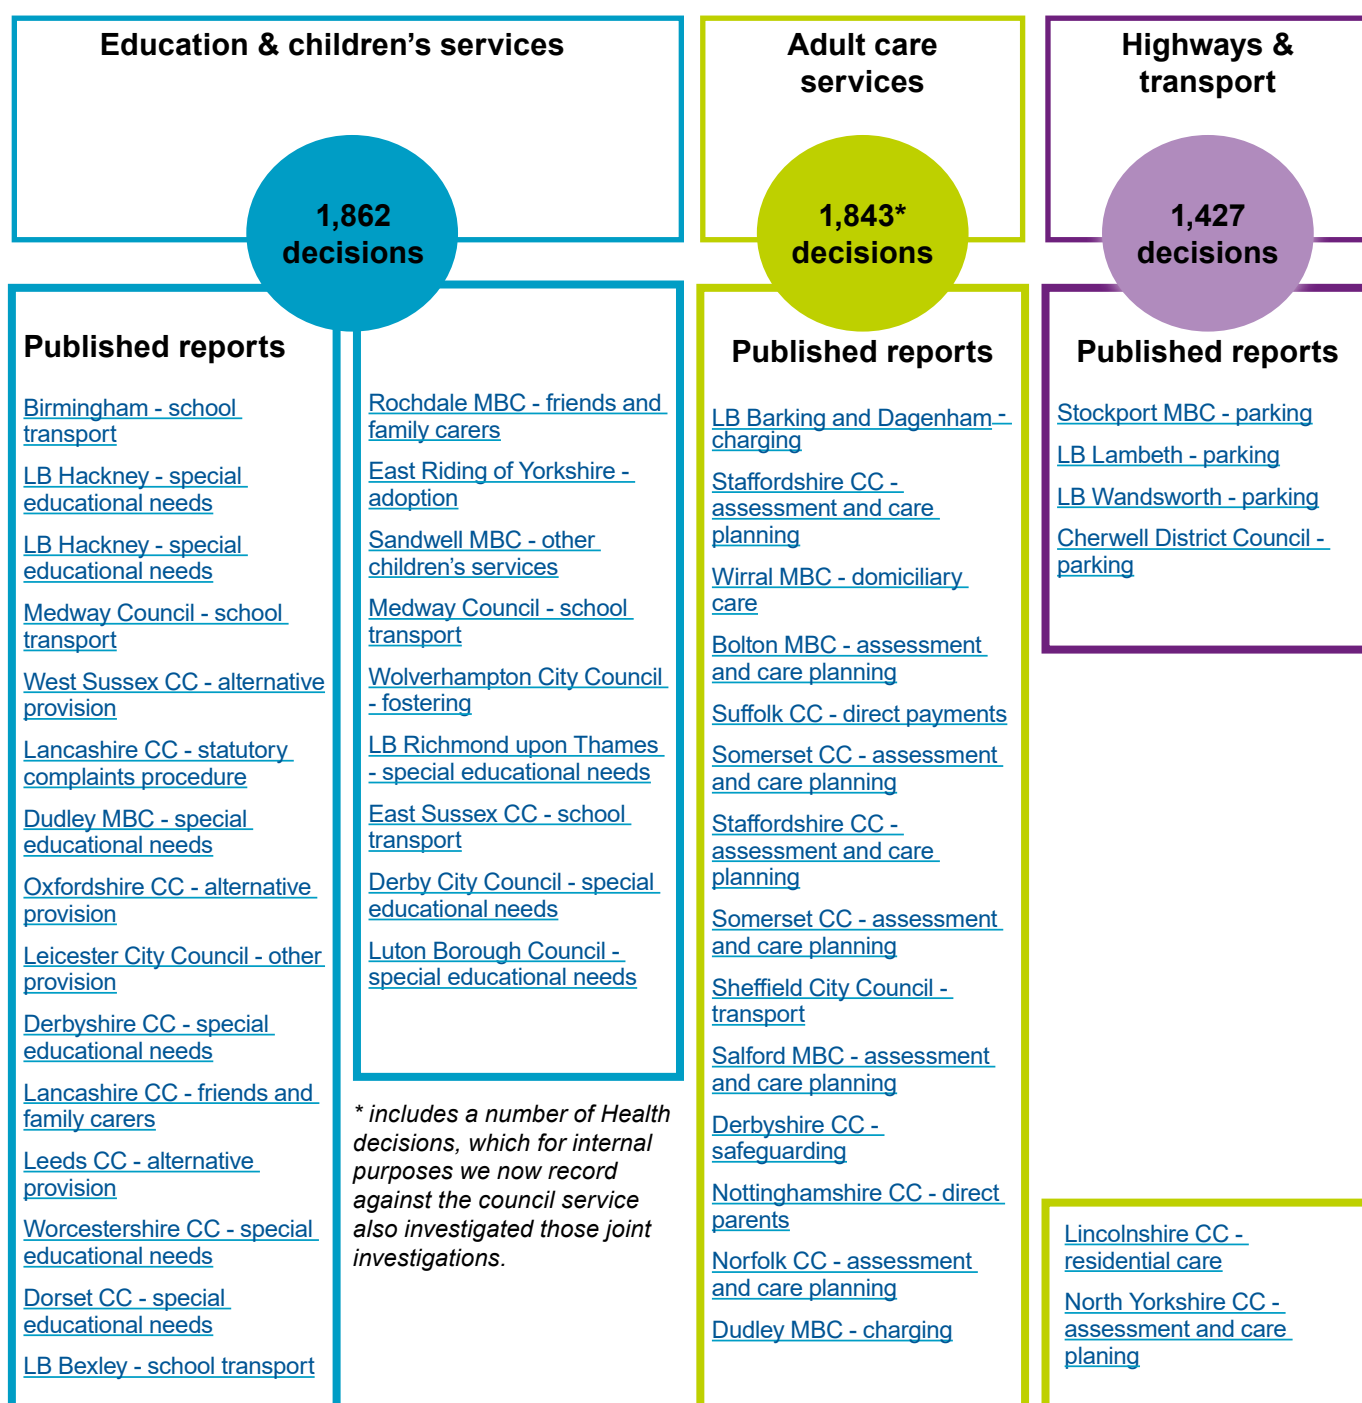 Education & children's services
1,862
decisions
Adult care
services
1,843*
decisions
Highways &
transport
1,427
decisions
Published reports
Birmingham - school
transport
LB Hackney - special
educational needs
LB Hackney - special
educational needs
Medway Council - school
transport
West Sussex CC - alternative
provision
Lancashire CC - statutory
complaints procedure
Dudley MBC - special
educational needs
Oxfordshire CC - alternative
provision
Leicester City Council - other
provision
Derbyshire CC - special
educational needs
Lancashire CC - friends and
family carers
Leeds CC - alternative
provision
Worcestershire CC - special
educational needs
Dorset CC - special
educational needs
LB Bexley - school transport
Rochdale MBC - friends and
family carers
East Riding of Yorkshire -
adoption
Sandwell MBC - other
children's services
Medway Council - school
transport
Wolverhampton City Council
- fostering
LB Richmond upon Thames
- special educational needs
East Sussex CC - school
transport
Derby City Council - special
educational needs
Luton Borough Council -
special educational needs
* includes a number of Health
decisions, which for internal
purposes we now record
against the council service
also investigated those joint
investigations.
Published reports
LB Barking and Dagenham -
charging
Staffordshire CC -
assessment and care
planning
Wirral MBC - domiciliary
care
Bolton MBC - assessment
and care planning
Suffolk CC - direct payments
Somerset CC - assessment
and care planning
Staffordshire CC -
assessment and care
planning
Somerset CC - assessment
and care planning
Sheffield City Council -
transport
Salford MBC - assessment
and care planning
Derbyshire CC -
safeguarding
Nottinghamshire CC - direct
parents
Norfolk CC - assessment
and care planning
Dudley MBC - charging
Published reports
Stockport MBC - parking
LB Lambeth - parking
LB Wandsworth - parking
Cherwell District Council -
parking
Lincolnshire CC -
residential care
North Yorkshire CC -
assessment and care
planing